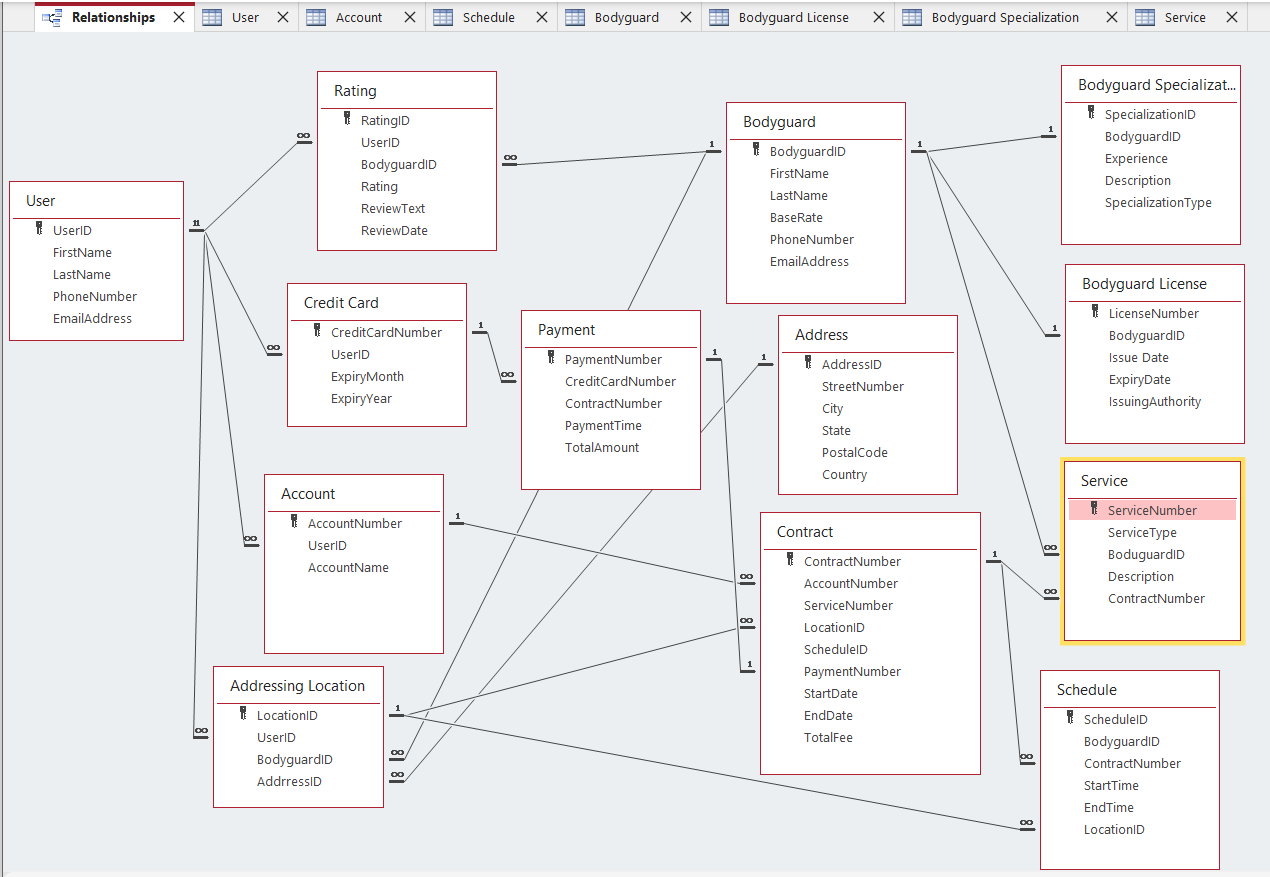 Relationships
User
Account
Schedule
Bodyguard
Bodyguard License
Bodyguard Specialization
Service
User
UserID
FirstName
LastName
PhoneNumber
EmailAddress
Rating
RatingID
UserID
BodyguardID
Rating
ReviewText
ReviewDate
Credit Card
CreditCardNumber
UserID
ExpiryMonth
ExpiryYear
Account
AccountNumber
UserID
AccountName
Addressing Location
LocationID
UserID
BodyguardID
AddrressID
Payment
PaymentNumber
CreditCardNumber
ContractNumber
PaymentTime
TotalAmount
Bodyguard
BodyguardID
FirstName
LastName
BaseRate
PhoneNumber
EmailAddress
Address
AddressID
StreetNumber
City
State
PostalCode
Country
Contract
ContractNumber
AccountNumber
ServiceNumber
LocationID
ScheduleID
PaymentNumber
StartDate
EndDate
TotalFee
Bodyguard Specializat...
SpecializationID
BodyguardID
Experience
Description
SpecializationType
Bodyguard License
LicenseNumber
BodyguardID
Issue Date
ExpiryDate
IssuingAuthority
Service
ServiceNumber
ServiceType
BoduguardID
Description
ContractNumber
Schedule
ScheduleID
BodyguardID
ContractNumber
StartTime
EndTime
LocationID